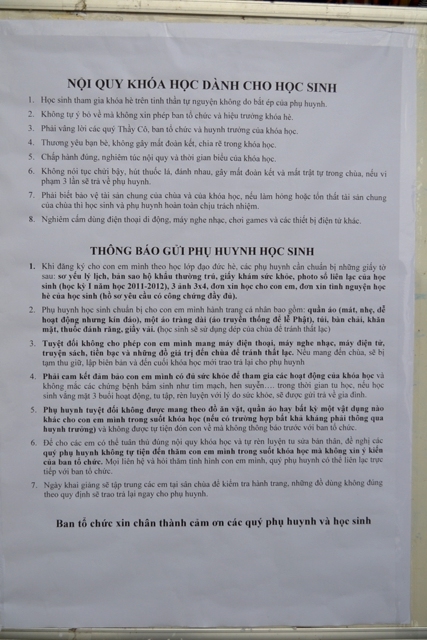 NỘI QUY KHÓA HỌC DÀNH CHO HỌC SINH
1. Học sinh tham gia khóa hè trên tinh thần tự nguyện không do bắt ép của phụ huynh.
2. Không tự ý bỏ về mà không xin phép ban tổ chức và hiệu trưởng khóa hè.
3. Phải vâng lời các quý Thầy Cô, ban tổ chức và huynh trưởng của khóa học.
4. Thương yêu bạn bè, không gây mất đoàn kết, chia rẽ trong khóa học.
5. Chấp hành đúng, nghiêm túc nội quy và thời gian biểu của khóa học.
6. Không nói tục chửi bậy, hút thuốc lá, đánh nhau, gây mất đoàn kết và mất trật tự trong chùa, nếu vi
phạm 3 lần sẽ trả về phụ huynh.
7. Phải biết bảo vệ tài sản chung của chùa và của khóa học, nếu làm hỏng hoặc tổn thất tài sản chung
của chùa thì học sinh và phụ huynh hoàn toàn chịu trách nhiệm.
8. Nghiêm cấm dùng điện thoại di động, máy nghe nhạc, chơi games và các thiết bị điện tử khác.
THÔNG BÁO GỬI PHỤ HUYNH HỌC SINH
1. Khi đăng ký cho con em mình theo học lớp đạo đức hè, các phụ huynh cần chuẩn bị những giấy tờ
sau: sơ yếu lý lịch, bản sao hộ khẩu thường trú, giấy khám sức khỏe, photo sổ liên lạc của học
sinh (học kỳ I năm học 2011-2012), 3 ảnh 3x4, đơn xin học cho con em, đơn xin tình nguyện học
hè của học sinh (hồ sơ yêu cầu có công chứng đầy đủ).
2. Phụ huynh học sinh chuẩn bị cho con em mình hành trang cá nhân bao gồm: quần áo (mát, nhẹ, dễ
hoạt động nhưng kín đáo), một áo tràng dài (áo truyền thống để lễ Phật), túi, bàn chải, khăn
mặt, thuốc đánh răng, giấy vải. (học sinh sẽ sử dụng dép của chùa để tránh thất lạc)
3. Tuyệt đối không cho phép con em mình mang máy điện thoại, máy nghe nhạc, máy điện tử,
truyện sách, tiền bạc và những đồ giá trị đến chùa để tránh thất lạc. Nếu mang đến chùa, sẽ bị
tạm thu giữ, lập biên bản và đến cuối khóa học mới trao trả lại cho phụ huynh
4. Phải cam kết đảm bảo con em mình có đủ sức khỏe để tham gia các hoạt động của khóa học và
không mắc các chứng bệnh bẩm sinh như tim mạch, hen suyễn.... trong thời gian tu học, nếu học
sinh vắng mặt 3 buổi hoạt động, tu tập, rèn luyện với lý do sức khỏe, sẽ được gửi trả về gia đình.
5. Phụ huynh tuyệt đối không được mang theo đồ ăn vặt, quần áo hay bất kỳ một vật dụng nào
khác cho con em mình trong suốt khóa học (nếu có trường hợp bất khả kháng phải thông qua
huynh trưởng) và không được tự tiện đón con về mà không thông báo trước với ban tổ chức.
6. Để cho các em có thể tuân thủ đúng nội quy khóa học và tự rèn luyện tu sửa bản thân, đề nghị các
quý phụ huynh không tự tiện đến thăm con em mình trong suốt khóa học mà không xin ý kiến
của ban tổ chức. Mọi liên hệ và hỏi thăm tình hình con em mình, quý phụ huynh có thể liên lạc trực
tiếp với ban tổ chức.
7. Ngày khai giảng sẽ tập trung các em tại sân chùa để kiểm tra hành trang, những đồ dùng không đúng
theo quy định sẽ trao trả lại ngay cho phụ huynh.
Ban tổ chức xin chân thành cảm ơn các quý phụ huynh và học sinh